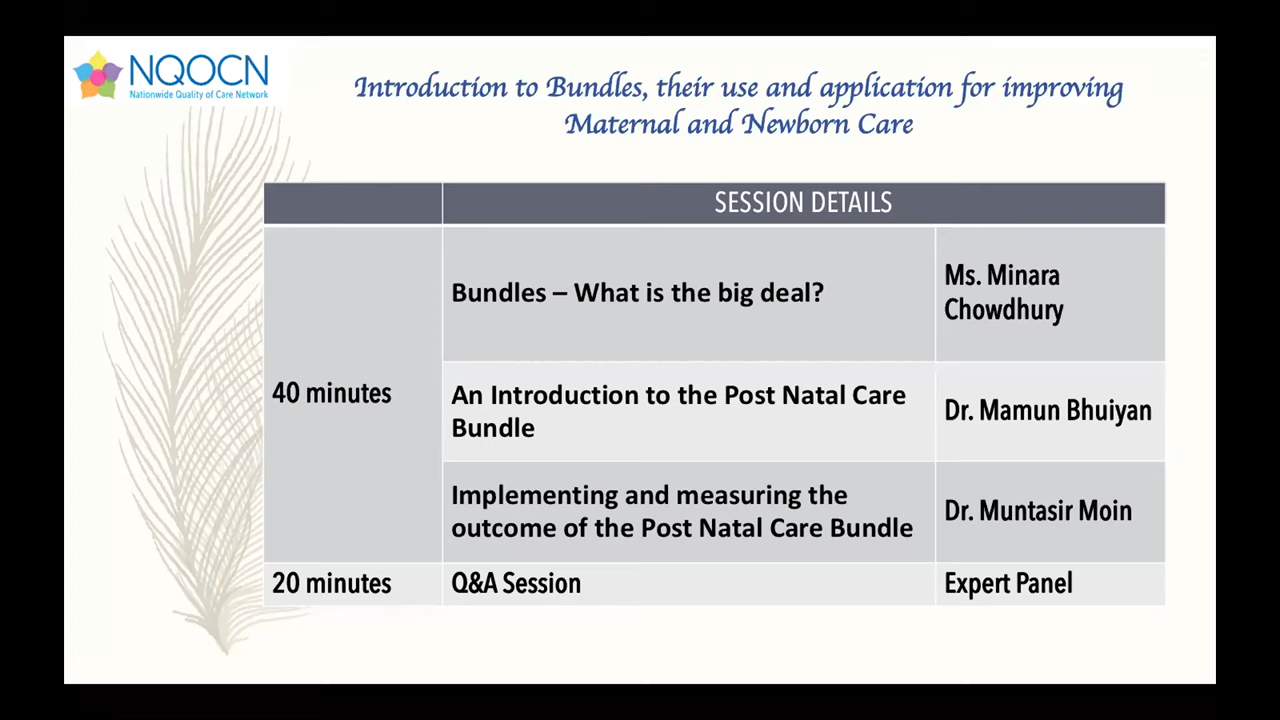 NQOCN
Nationwide Quality of Care Network
Introduction to Bundles, their use and application for improving
Maternal and Newborn Care
SESSION DETAILS
40 minutes
Bundles – What is the big deal?
Ms. Minara
Chowdhury
An Introduction to the Post Natal Care
Bundle
Dr. Mamun Bhuiyan
Implementing and measuring the
outcome of the Post Natal Care Bundle
Dr. Muntasir Moin
20 minutes
Q&A Session
Expert Panel